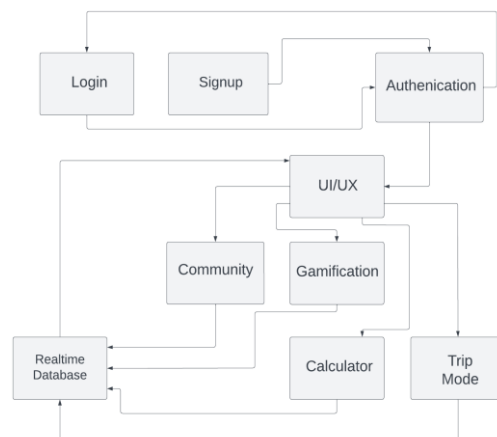 Login
Signup
Authenication
UI/UX
Community
Gamification
Realtime
Database
Calculator
Trip
Mode